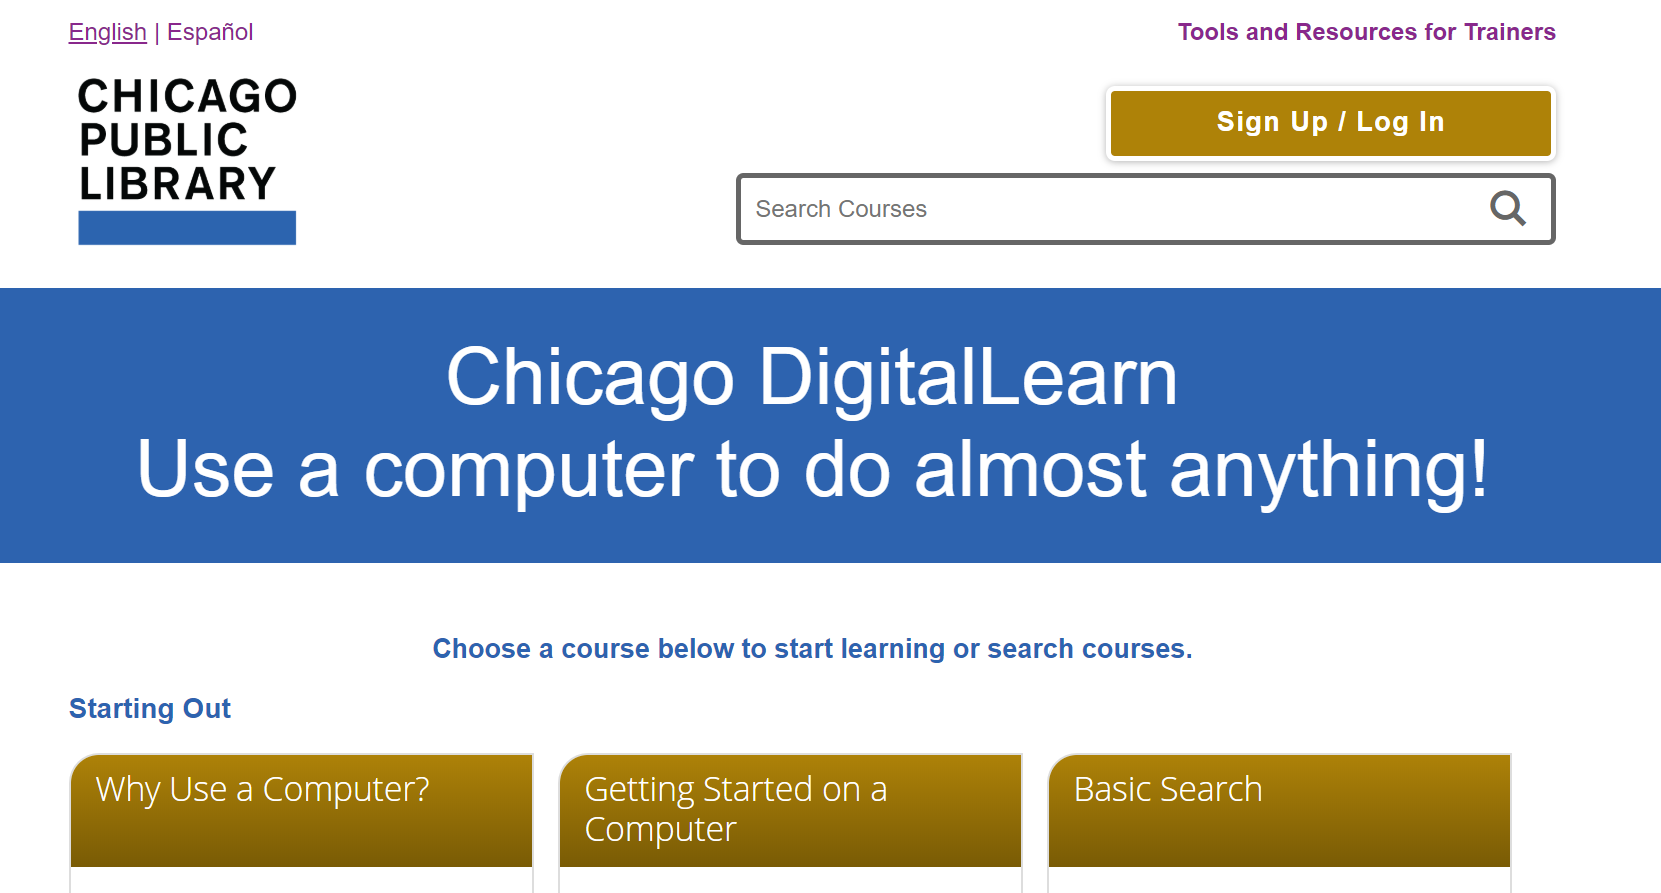 English | Español
Tools and Resources for Trainers
CHICAGO
PUBLIC
LIBRARY
Sign Up / Log In
Search Courses
Chicago DigitalLearn
Use a computer to do almost anything!
Choose a course below to start learning or search courses.
Starting Out
Why Use a Computer?
Getting Started on a
Computer
Basic Search